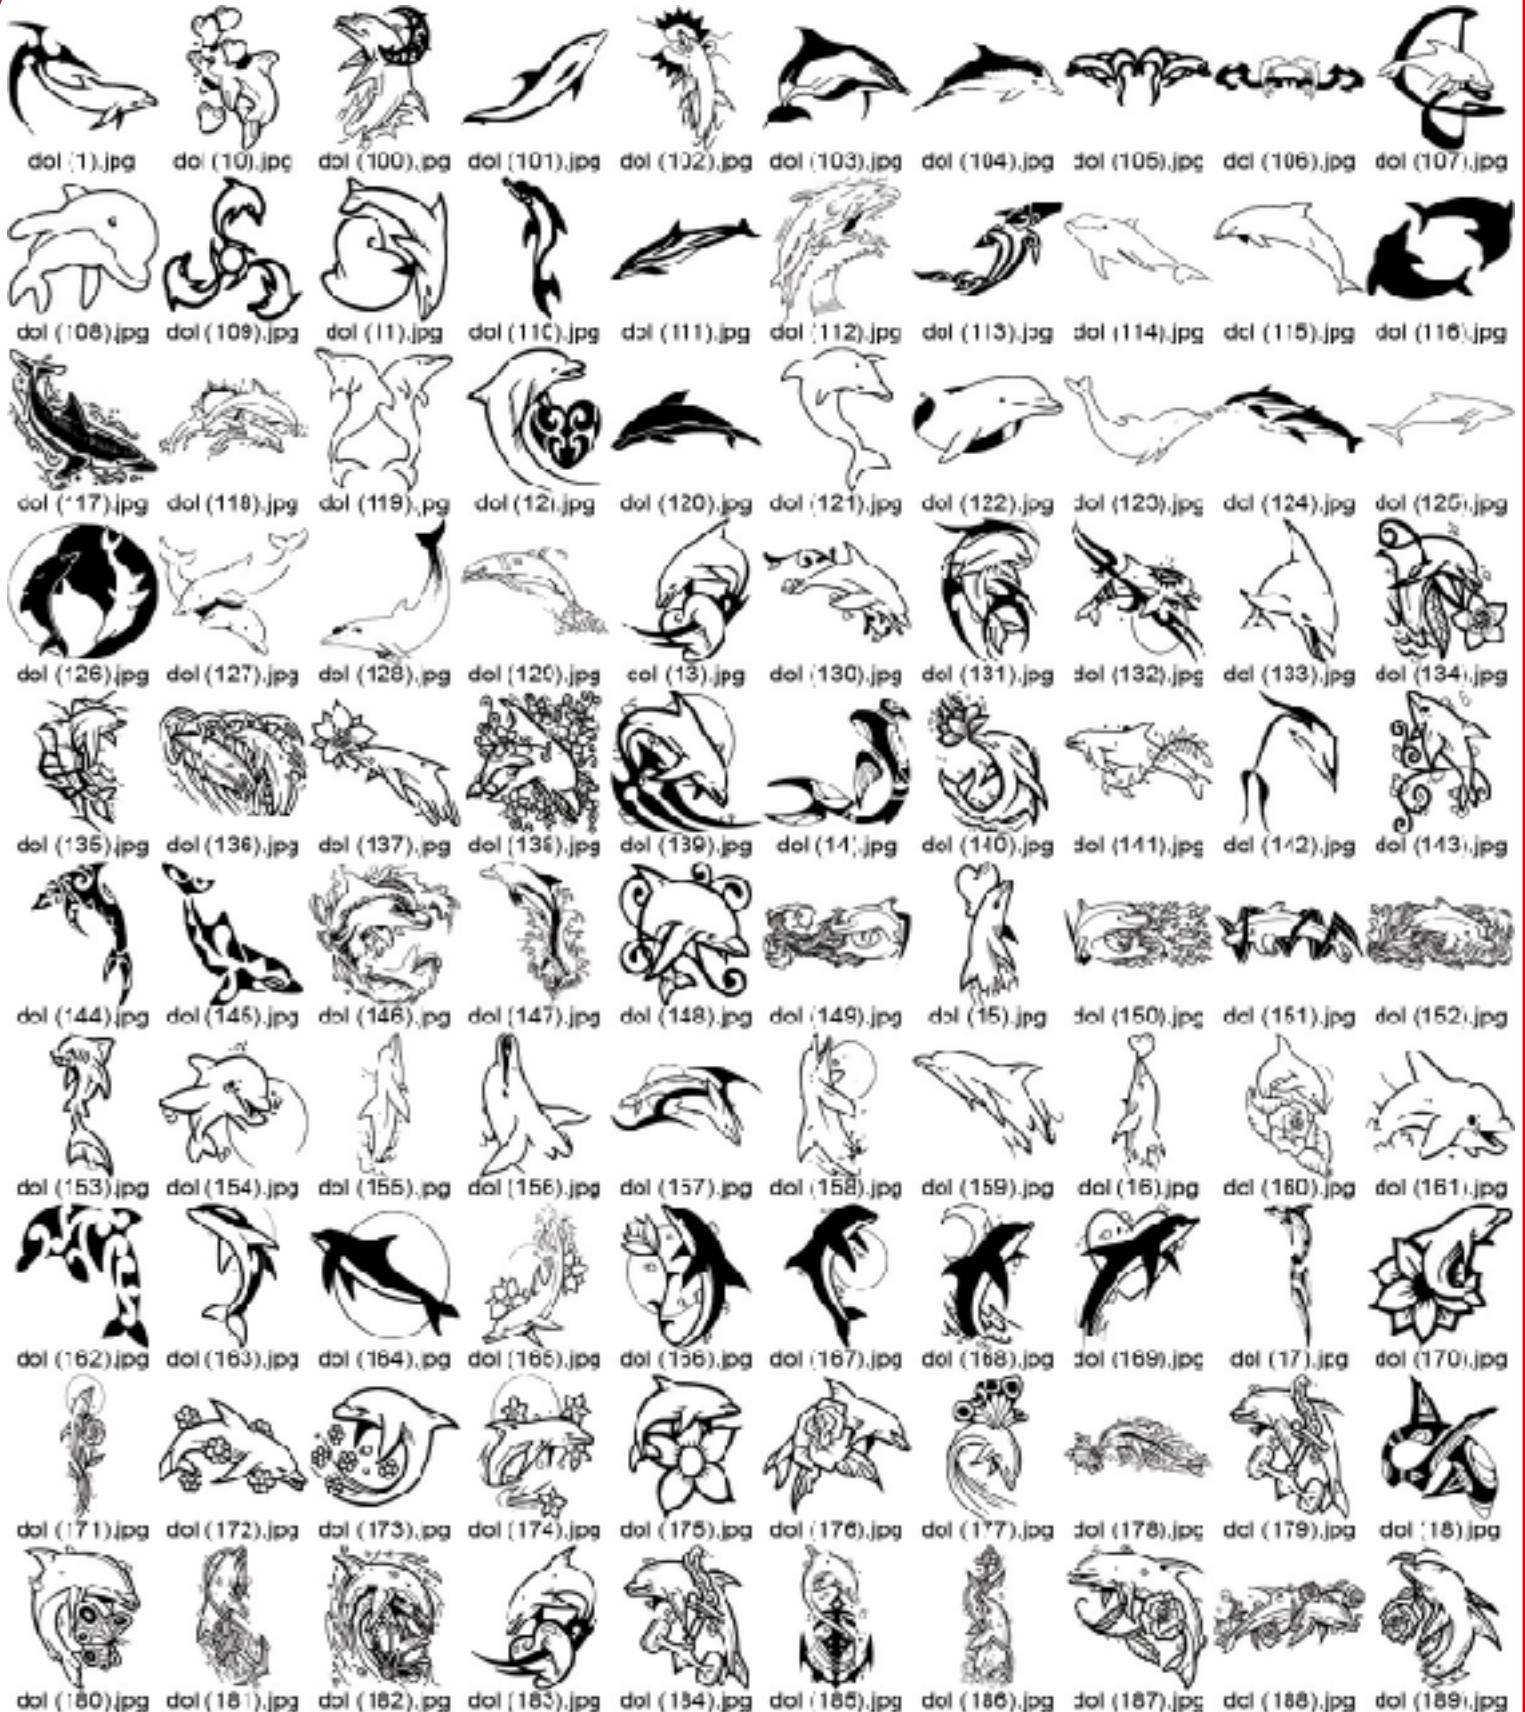 dol (1).jpg dol (10).jpg dol (100).jpg dol (101).jpg dol (102).jpg dol (103).jpg dol (104).jpg dol (105).jpg dol (106).jpg dol (107).jpg
dol (108).jpg dol (109).jpg dol (11).jpg dol (110).jpg dol (111).jpg dol (112).jpg dol (113).jpg dol (114).jpg dol (115).jpg dol (116).jpg
dol (117).jpg dol (118).jpg dol (119).jpg dol (12).jpg dol (120).jpg dol (121).jpg dol (122).jpg dol (123).jpg dol (124).jpg dol (125).jpg
dol (126).jpg dol (127).jpg dol (128).jpg dol (129).jpg dol (13).jpg dol (130).jpg dol (131).jpg dol (132).jpg dol (133).jpg dol (134).jpg
dol (135).jpg dol (136).jpg dol (137).jpg dol (138).jpg dol (139).jpg dol (14).jpg dol (140).jpg dol (141).jpg dol (142).jpg dol (143).jpg
dol (144).jpg dol (145).jpg dol (146).jpg dol (147).jpg dol (148).jpg dol (149).jpg dol (15).jpg dol (150).jpg dol (151).jpg dol (152).jpg
dol (153).jpg dol (154).jpg dol (155).jpg dol (156).jpg dol (157).jpg dol (158).jpg dol (159).jpg dol (16).jpg dol (160).jpg dol (161).jpg
dol (162).jpg dol (163).jpg dol (164).jpg dol (165).jpg dol (166).jpg dol (167).jpg dol (168).jpg dol (169).jpg dol (17).jpg dol (170).jpg
dol (171).jpg dol (172).jpg dol (173).jpg dol (174).jpg dol (175).jpg dol (176).jpg dol (177).jpg dol (178).jpg dol (179).jpg dol (18).jpg
dol (180).jpg dol (181).jpg dol (182).jpg dol (183).jpg dol (184).jpg dol (185).jpg dol (186).jpg dol (187).jpg dol (188).jpg dol (189).jpg